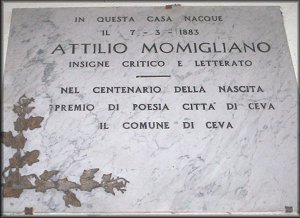 IN QUESTA CASA NACQUE
IL 7-3-1883
ATTILIO MOMIGLIANO
INSIGNE CRITICO E LETTERATO
NEL CENTENARIO DELLA NASCITA
PREMIO DI POESIA CITTÀ DI CEVA
IL COMUNE DI CEVA